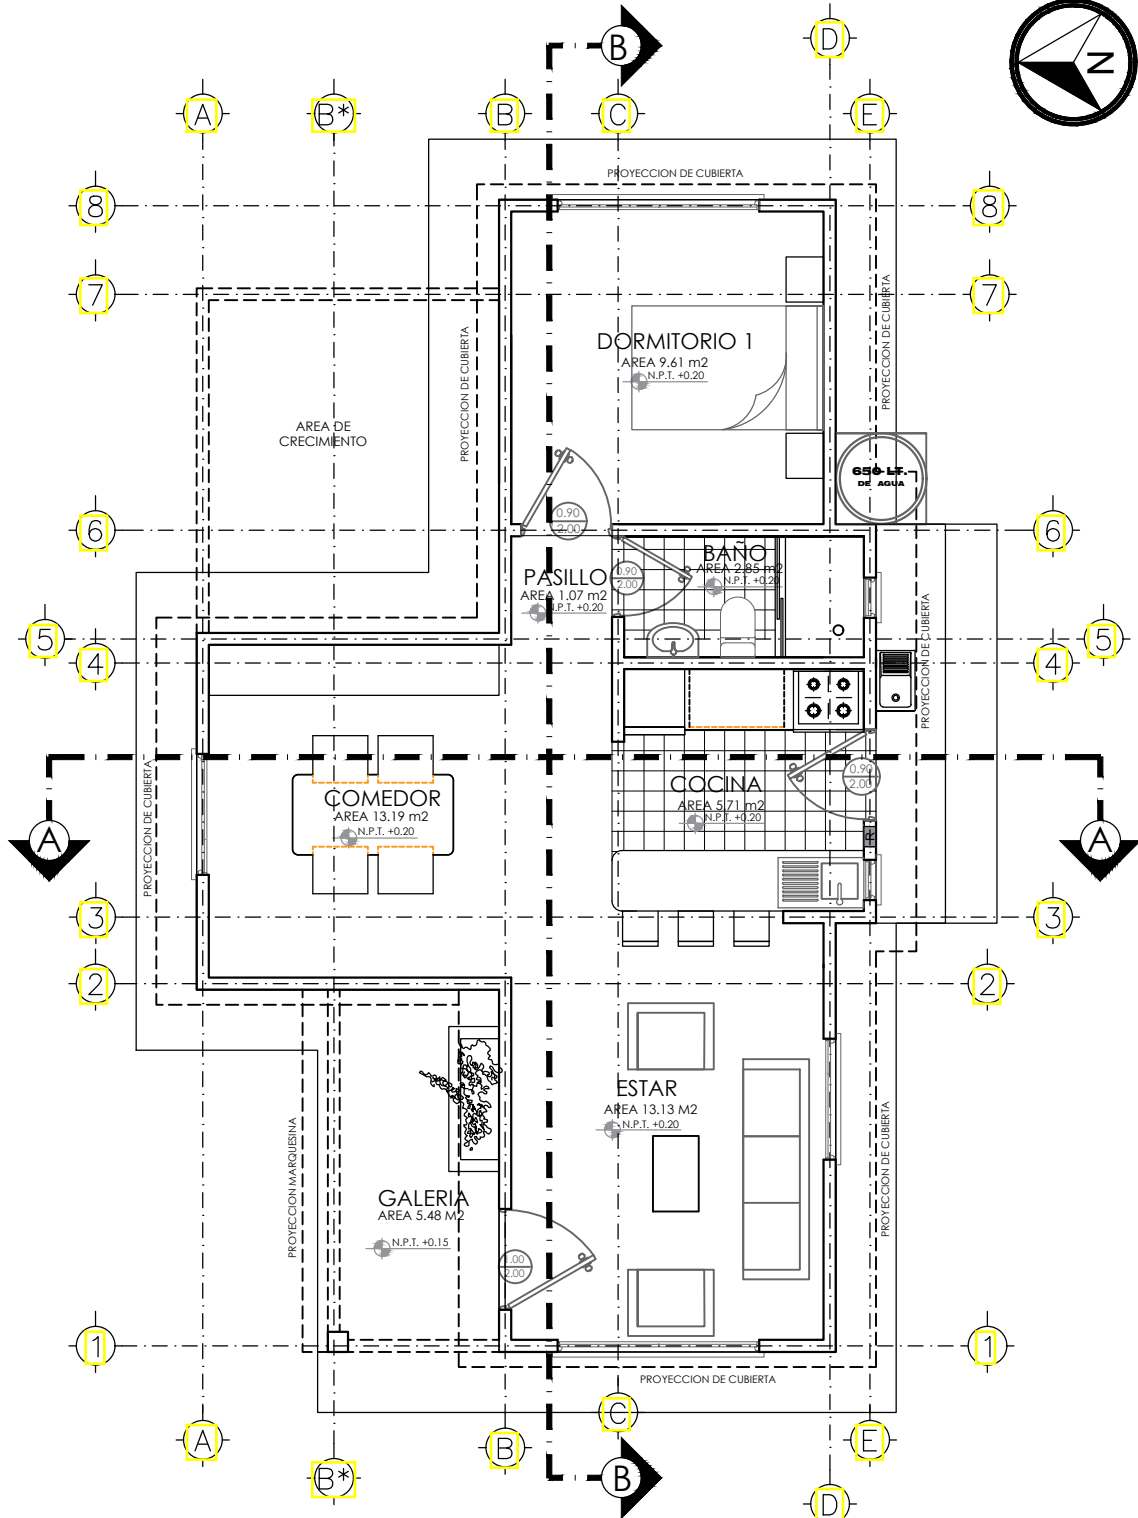 B
D
N
A
B*
B
C
E
PROYECCION DE CUBIERTA
8
8
7
7
PROYECCION DE CUBIERTA
PROYECCION DE CUBIERTA
DORMITORIO 1
AREA 9.61 m2
N.P.T. +0.20
AREA DE
CRECIMIENTO
650 LT.
DE AGUA
6
0.90
2.00
6
BAÑO
AREA 2.85 m2
N.P.T. +0.20
PASILLO
AREA 1.07 m2
N.P.T. +0.20
0.90
2.00
PROYECCION DE CUBIERTA
5
5
4
4
PROYECCION DE CUBIERTA
COCINA
AREA 5.71 m2
N.P.T. +0.20
0.90
2.00
COMEDOR
AREA 13.19 m2
N.P.T. +0.20
A
A
3
3
2
2
ESTAR
AREA 13.13 M2
N.P.T. +0.20
PROYECCION MARQUESINA
PROYECCION DE CUBIERTA
GALERIA
AREA 5.48 M2
N.P.T. +0.15
1.00
2.00
1
1
PROYECCION DE CUBIERTA
A
B
C
E
B*
B
D